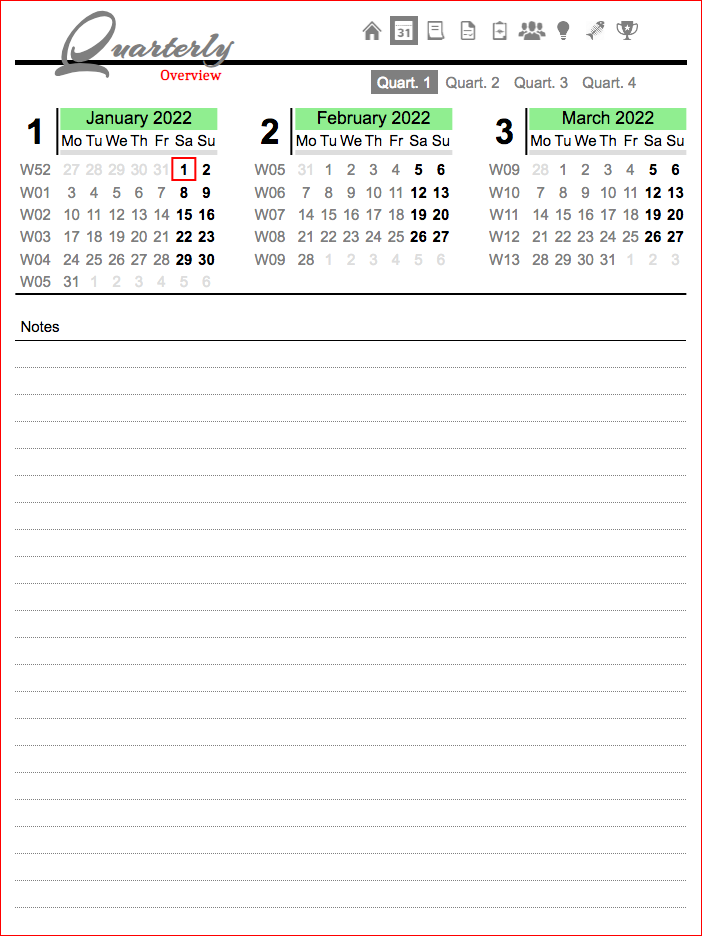 Quarterly
Overview
31
Quart. 1 Quart. 2 Quart. 3 Quart. 4
1 January 2022 2 February 2022 3 March 2022
Mo Tu We Th Fr Sa Su Mo Tu We Th Fr Sa Su Mo Tu We Th Fr Sa Su
W52 27 28 29 30 31 1 2 W05 31 1 2 3 4 5 6 W09 28 1 2 3 4 5 6
W01 3 4 5 6 7 8 9 W06 7 8 9 10 11 12 13 W10 7 8 9 10 11 12 13
W02 10 11 12 13 14 15 16 W07 14 15 16 17 18 19 20 W11 14 15 16 17 18 19 20
W03 17 18 19 20 21 22 23 W08 21 22 23 24 25 26 27 W12 21 22 23 24 25 26 27
W04 24 25 26 27 28 29 30 W09 28 1 2 3 4 5 6 W13 28 29 30 31 1 2 3
W05 31 1 2 3 4 5 6
Notes